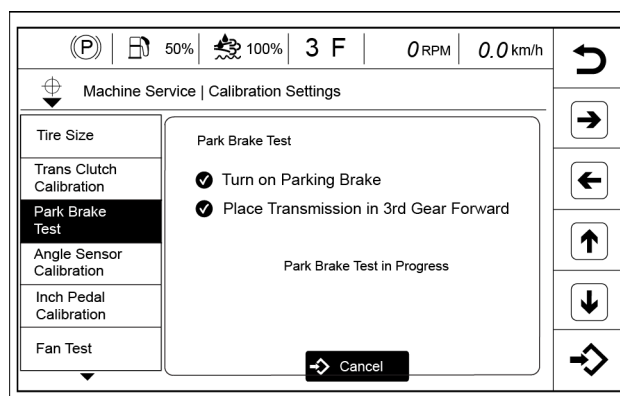 (P) 50% 100% 3 F 0 RPM 0.0 km/h
Machine Service | Calibration Settings
Tire Size
Trans Clutch
Calibration
Park Brake
Test
Angle Sensor
Calibration
Inch Pedal
Calibration
Fan Test
Park Brake Test
Turn on Parking Brake
Place Transmission in 3rd Gear Forward
Park Brake Test in Progress
Cancel